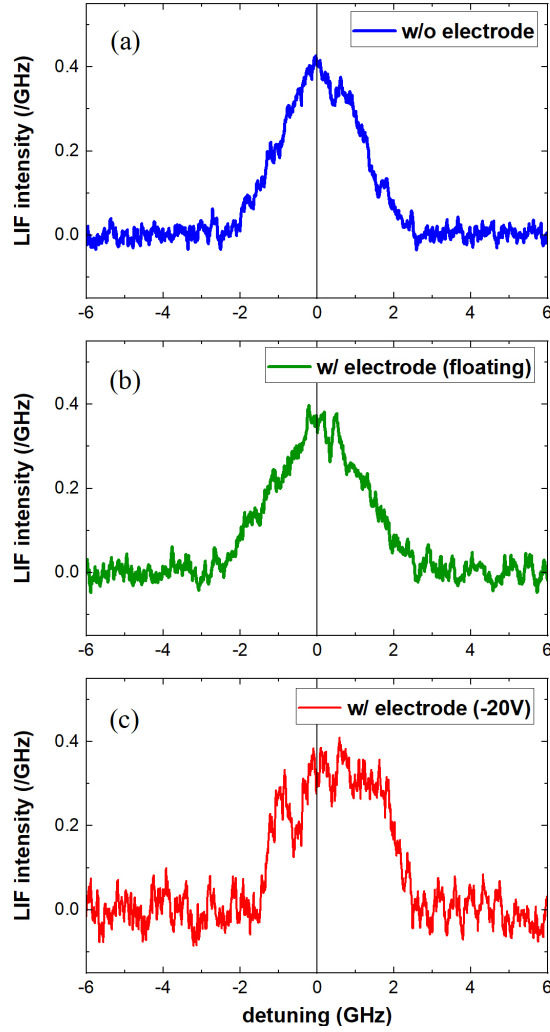 (a)
w/o electrode
LIF intensity (/GHz)
0.4
0.2
0.0
-6 -4 -2 0 2 4 6
(b)
w/ electrode (floating)
LIF intensity (/GHz)
0.4
0.2
0.0
-6 -4 -2 0 2 4 6
(c)
w/ electrode (-20V)
LIF intensity (/GHz)
0.4
0.2
0.0
-6 -4 -2 0 2 4 6
detuning (GHz)